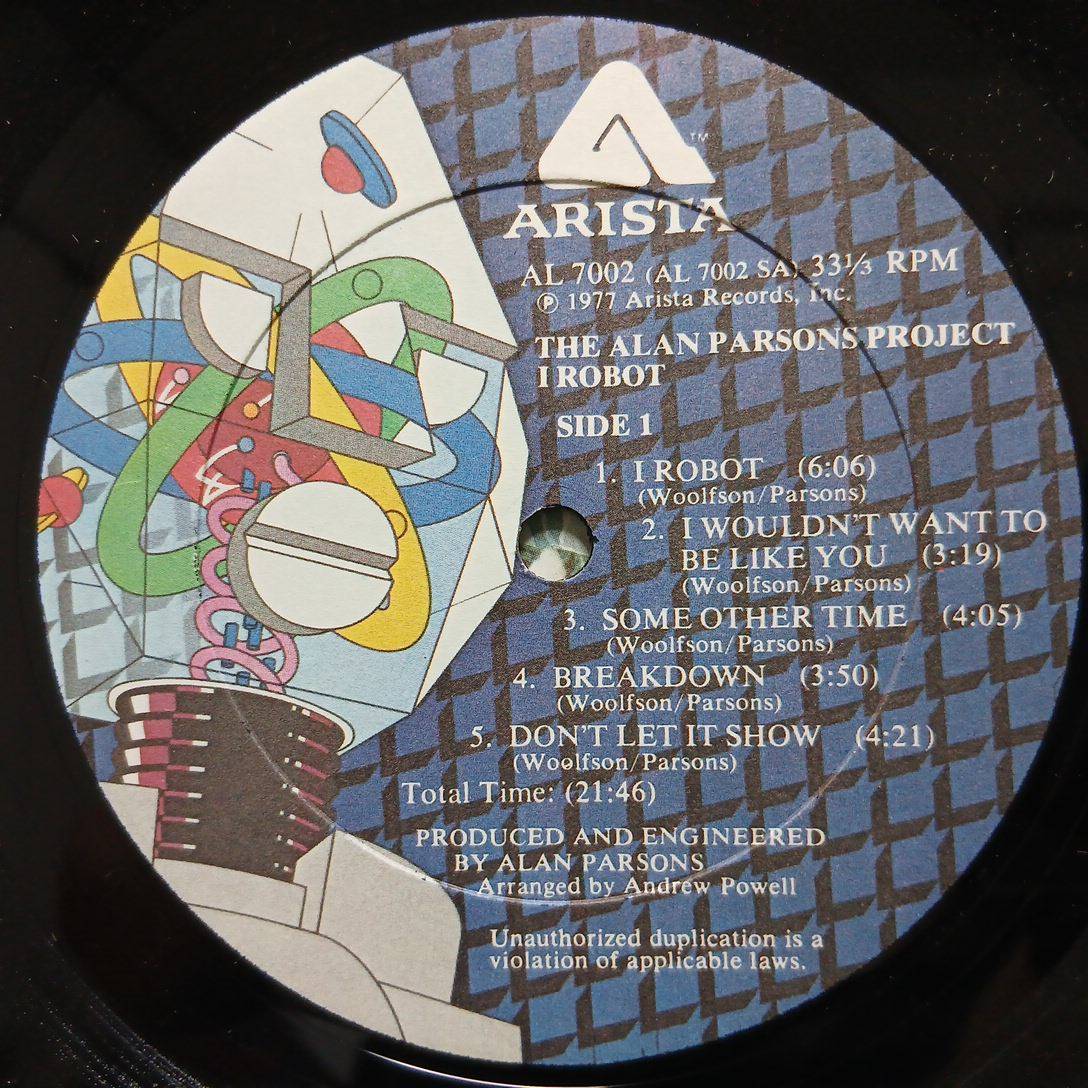 TM
ARISTA
AL 7002 (AL 7002 SA) 33⅓ RPM
℗ 1977 Arista Records, Inc.
THE ALAN PARSONS PROJECT
I ROBOT
SIDE 1
1. I ROBOT (6:06)
(Woolfson/Parsons)
2. I WOULDN'T WANT TO
BE LIKE YOU (3:19)
(Woolfson/Parsons)
3. SOME OTHER TIME (4:05)
(Woolfson/Parsons)
4. BREAKDOWN (3:50)
(Woolfson/Parsons)
5. DON'T LET IT SHOW (4:21)
(Woolfson/Parsons)
Total Time: (21:46)
PRODUCED AND ENGINEERED
BY ALAN PARSONS
Arranged by Andrew Powell
Unauthorized duplication is a
violation of applicable laws.